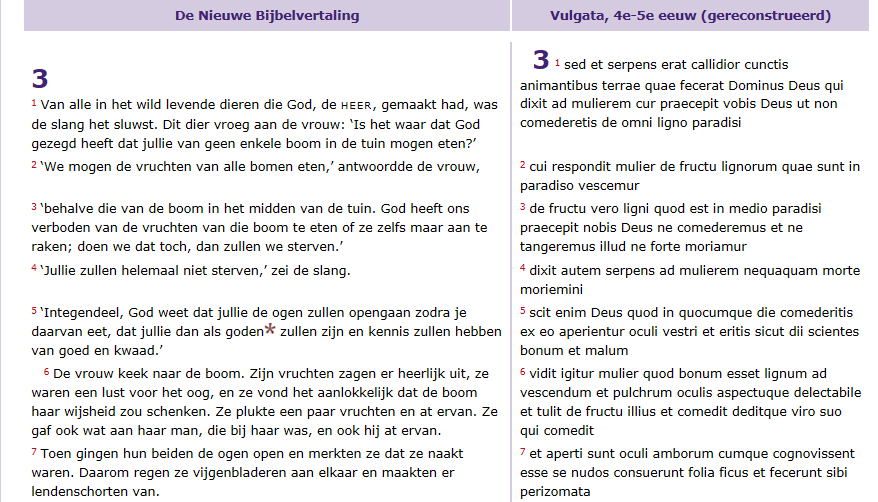 De Nieuwe Bijbelvertaling
3
1 Van alle in het wild levende dieren die God, de HEER, gemaakt had, was
de slang het sluwst. Dit dier vroeg aan de vrouw: ‘Is het waar dat God
gezegd heeft dat jullie van geen enkele boom in de tuin mogen eten?’
2 ‘We mogen de vruchten van alle bomen eten,’ antwoordde de vrouw,
3 ‘behalve die van de boom in het midden van de tuin. God heeft ons
verboden van de vruchten van die boom te eten of ze zelfs maar aan te
raken; doen we dat toch, dan zullen we sterven.’
4 ‘Jullie zullen helemaal niet sterven,’ zei de slang.
5 ‘Integendeel, God weet dat jullie de ogen zullen opengaan zodra je
daarvan eet, dat jullie dan als goden* zullen zijn en kennis zullen hebben
van goed en kwaad.’
6 De vrouw keek naar de boom. Zijn vruchten zagen er heerlijk uit, ze
waren een lust voor het oog, en ze vond het aanlokkelijk dat de boom
haar wijsheid zou schenken. Ze plukte een paar vruchten en at ervan. Ze
gaf ook wat aan haar man, die bij haar was, en ook hij at ervan.
7 Toen gingen hun beiden de ogen open en merkten ze dat ze naakt
waren. Daarom regen ze vijgenbladeren aan elkaar en maakten er
lendenschorten van.
Vulgata, 4e-5e eeuw (gereconstrueerd)
3 1 sed et serpens erat callidior cunctis
animantibus terrae quae fecerat Dominus Deus qui
dixit ad mulierem cur praecepit vobis Deus ut non
comederetis de omni ligno paradisi
2 cui respondit mulier de fructu lignorum quae sunt in
paradiso vescemur
3 de fructu vero ligni quod est in medio paradisi
praecepit nobis Deus ne comederemus et ne
tangeremus illud ne forte moriamur
4 dixit autem serpens ad mulierem nequaquam morte
moriemini
5 scit enim Deus quod in quocumque die comederitis
ex eo aperientur oculi vestri et eritis sicut dii scientes
bonum et malum
6 vidit igitur mulier quod bonum esset lignum ad
vescendum et pulchrum oculis aspectuque delectabile
et tulit de fructu illius et comedit deditque viro suo
qui comedit
7 et aperti sunt oculi amborum cumque cognovissent
esse se nudos consuerunt folia ficus et fecerunt sibi
perizomata